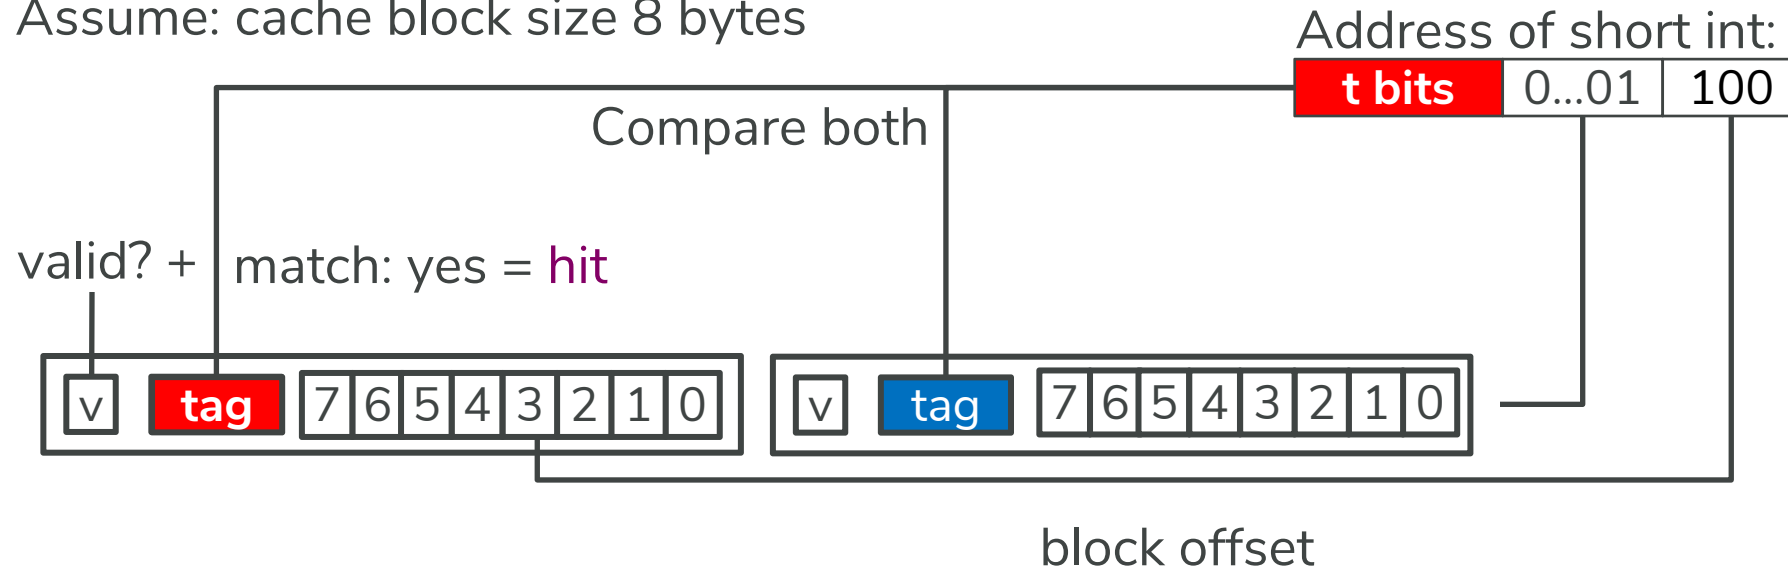 Assume: cache block size 8 bytes
Address of short int:
t bits 0...01 100
Compare both
valid? + match: yes = hit
v tag 7 6 5 4 3 2 1 0 v tag 7 6 5 4 3 2 1 0
block offset